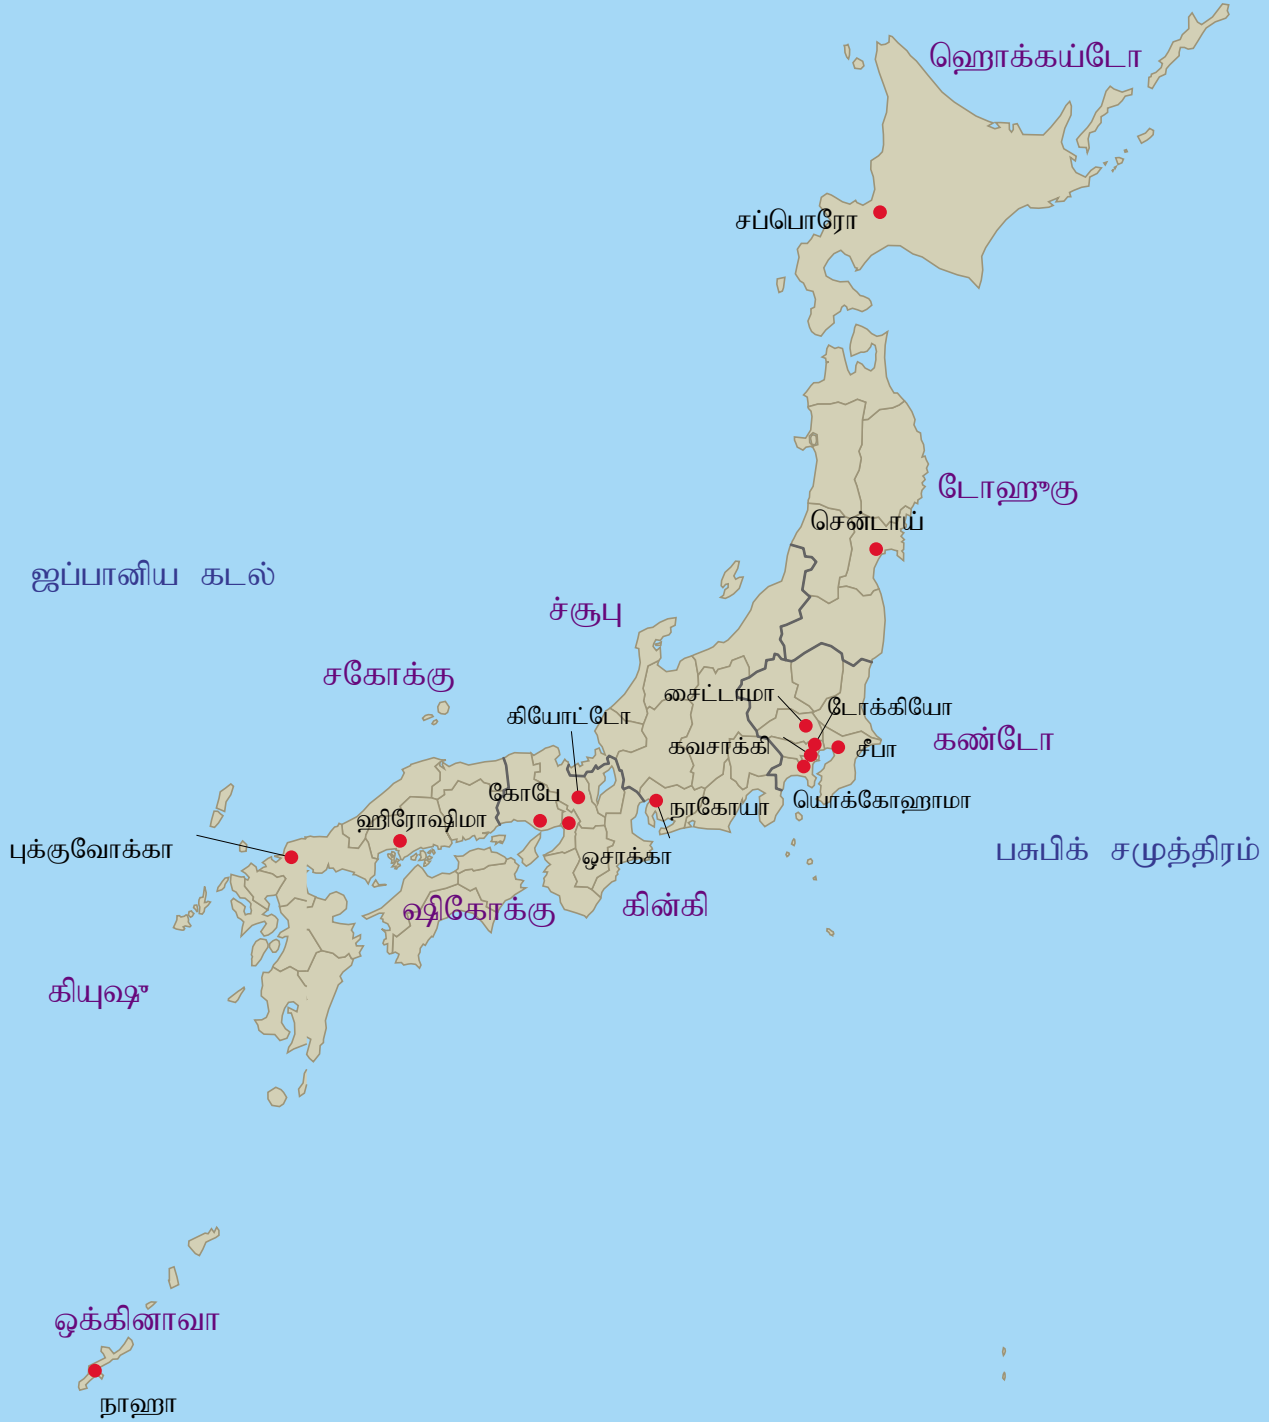 ஹொக்கய்டோ
சப்பொரோ
டோஹூகு
சென்டாய்
ஜப்பானிய கடல்
ச்சூபு
சகோக்கு
சைட்டாமா
டோக்கியோ
கியோட்டோ
கவசாக்கி
சீபா
கண்டோ
கோபே
நாகோயா
யொக்கோஹாமா
ஹிரோஷிமா
புக்குவோக்கா
ஒசாக்கா
பசுபிக் சமுத்திரம்
ஷிகோக்கு
கின்கி
கியுஷு
ஒக்கினாவா
நாஹா